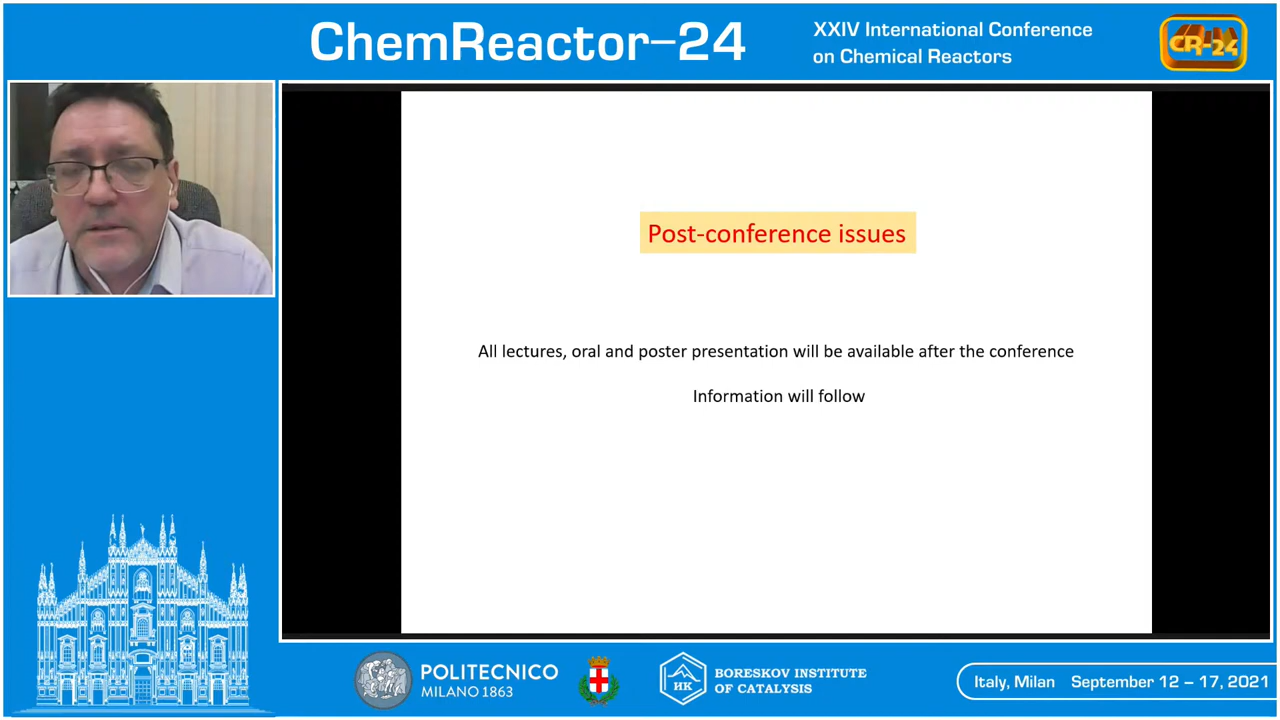 ChemReactor–24
XXIV International Conference
on Chemical Reactors
CR-24
Post-conference issues
All lectures, oral and poster presentation will be available after the conference
Information will follow
POLITECNICO
MILANO 1863
НК
BORESKOV INSTITUTE
OF CATALYSIS
Italy, Milan September 12 – 17, 2021